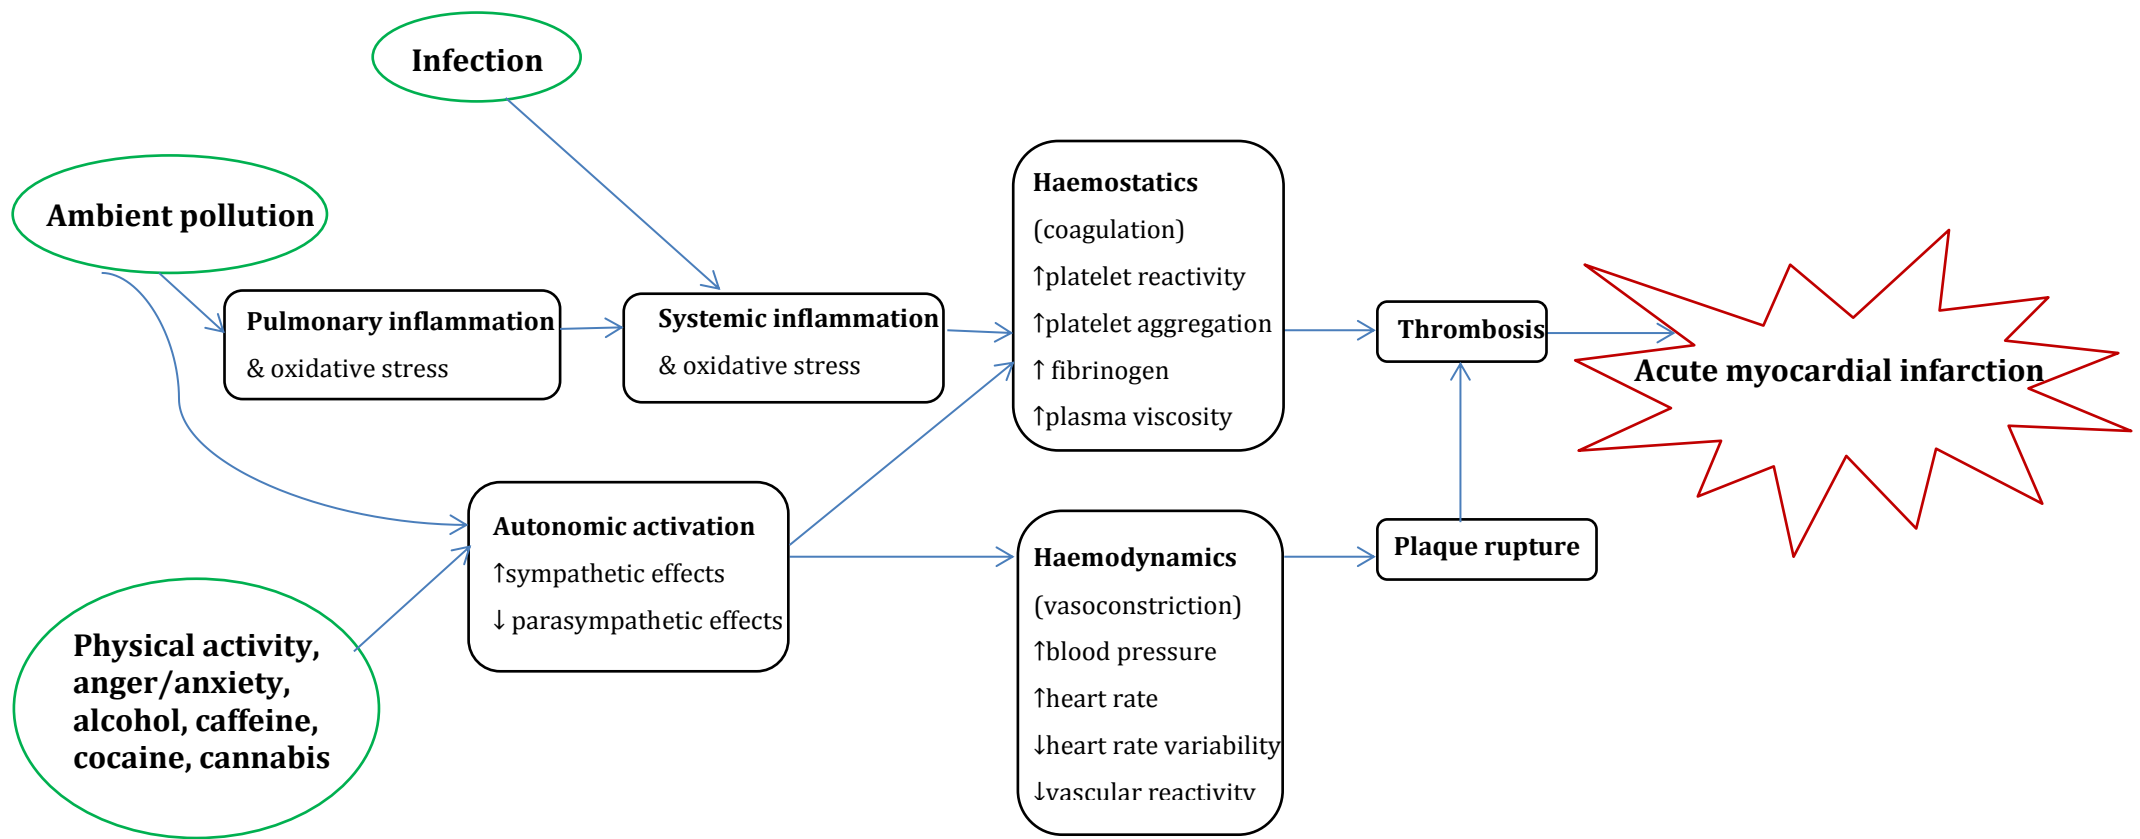 Infection
Ambient pollution
Pulmonary inflammation
& oxidative stress
Systemic inflammation
& oxidative stress
Haemostatics
(coagulation)
↑platelet reactivity
↑platelet aggregation
↑ fibrinogen
↑plasma viscosity
Thrombosis
Acute myocardial infarction
Autonomic activation
↑sympathetic effects
↓ parasympathetic effects
Haemodynamics
(vasoconstriction)
↑blood pressure
↑heart rate
↓heart rate variability
↓vascular reactivity
Plaque rupture
Physical activity,
anger/anxiety,
alcohol, caffeine,
cocaine, cannabis